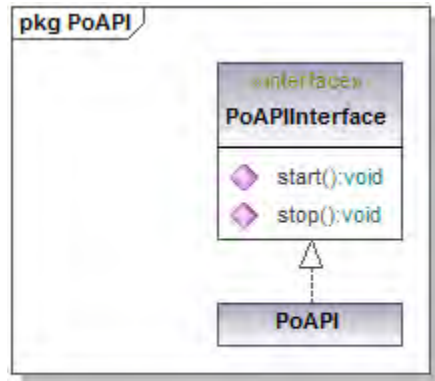 pkg PoAPI
«interface»
PoAPIInterface
start():void
stop():void
PoAPI